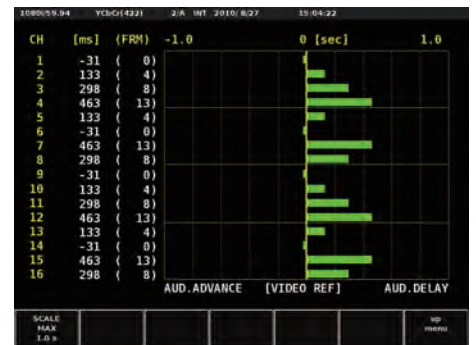 1080i/59.94 YCbCr(422) 2/A INT 2010/ 8/27 15:04:22
CH [ms] (FRM) -1.0 0 [sec] 1.0
1 -31 ( 0)
2 133 ( 4)
3 298 ( 8)
4 463 ( 13)
5 133 ( 4)
6 -31 ( 0)
7 463 ( 13)
8 298 ( 8)
9 -31 ( 0)
10 133 ( 4)
11 298 ( 8)
12 463 ( 13)
13 133 ( 4)
14 -31 ( 0)
15 463 ( 13)
16 298 ( 8)
AUD.ADVANCE [VIDEO REF] AUD.DELAY
SCALE
MAX
1.0 s
up
menu